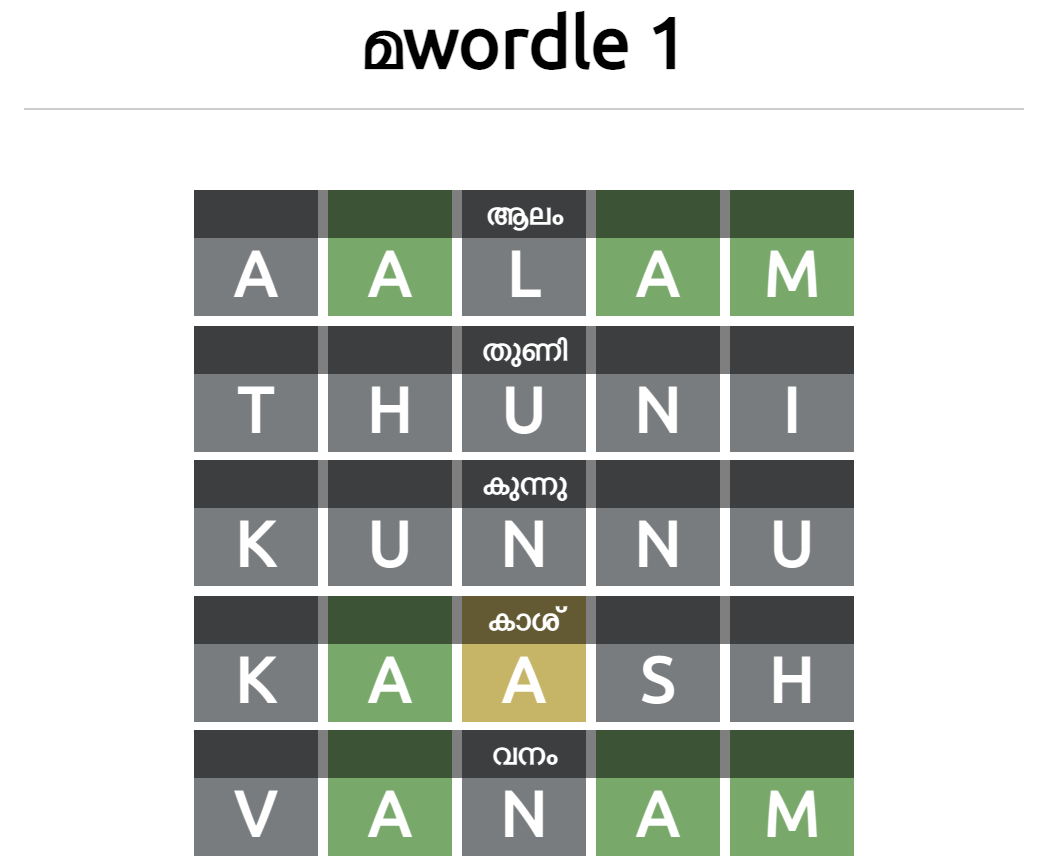 മwordle 1
ആലം
A A L A M
തുണി
T H U N I
കുന്നു
K U N N U
കാശ്
K A A S H
വനം
V A N A M